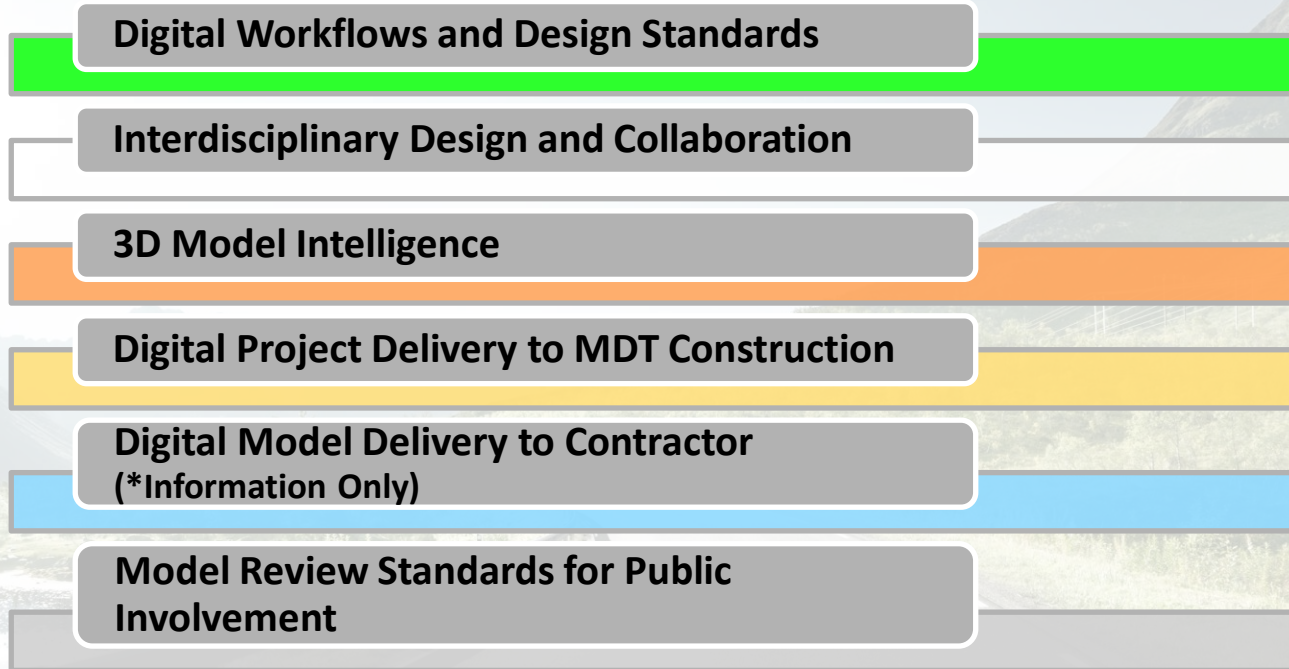 Digital Workflows and Design Standards
Interdisciplinary Design and Collaboration
3D Model Intelligence
Digital Project Delivery to MDT Construction
Digital Model Delivery to Contractor
(*Information Only)
Model Review Standards for Public
Involvement